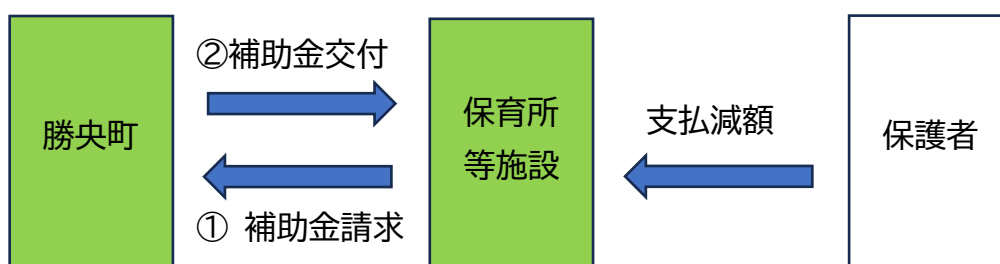 勝央町
②補助金交付
① 補助金請求
保育所
等施設
支払減額
保護者